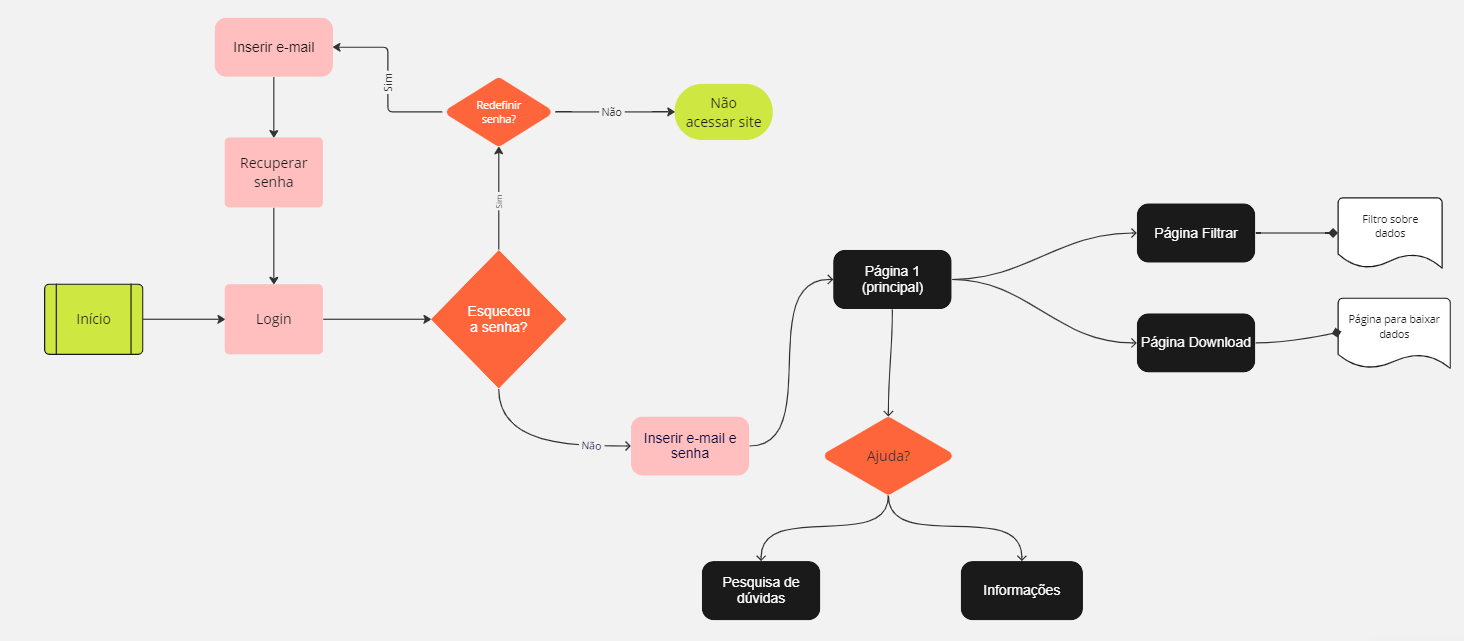 Inserir e-mail
Sim
Redefinir
senha?
Não
Não
acessar site
Recuperar
senha
Sim
Início
Login
Esqueceu
a senha?
Não
Inserir e-mail e
senha
Página 1
(principal)
Página Filtrar
Filtro sobre
dados
Página Download
Página para baixar
dados
Ajuda?
Pesquisa de
dúvidas
Informações